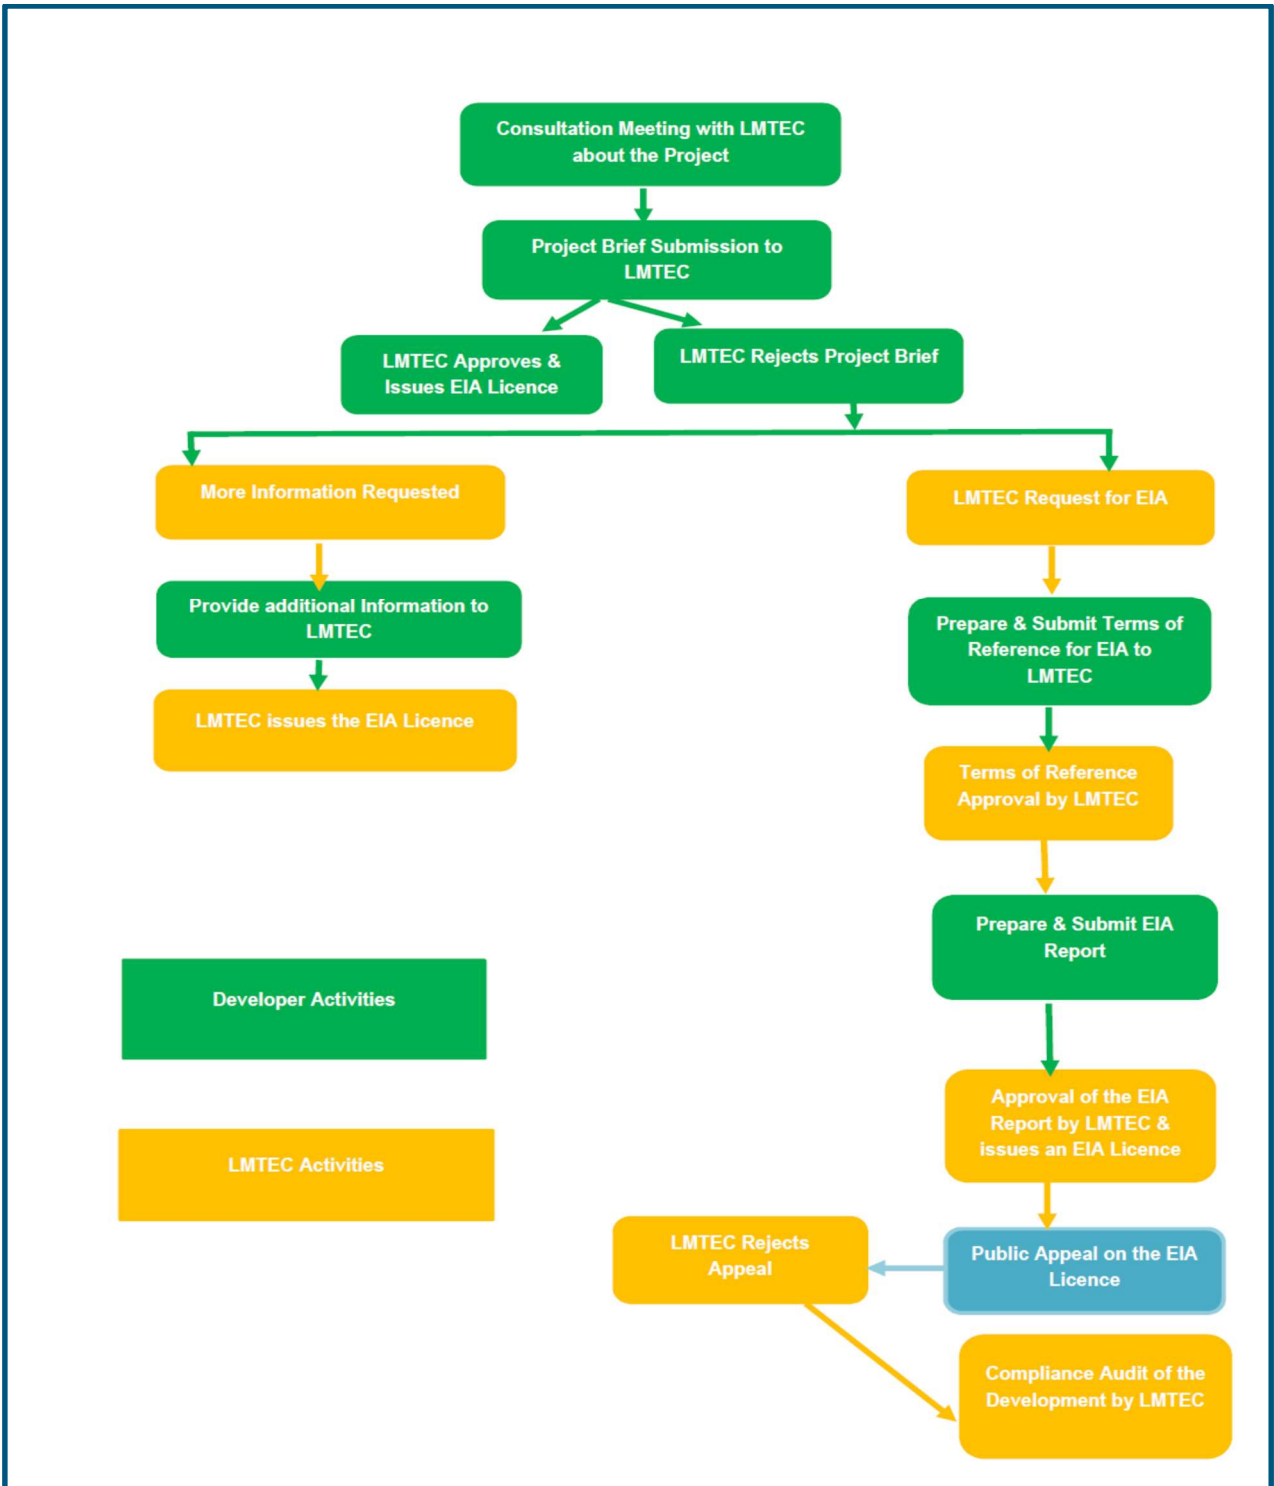 Consultation Meeting with LMTEC
about the Project
Project Brief Submission to
LMTEC
LMTEC Approves &
Issues EIA Licence
LMTEC Rejects Project Brief
More Information Requested
LMTEC Request for EIA
Provide additional Information to
LMTEC
Prepare & Submit Terms of
Reference for EIA to
LMTEC
LMTEC issues the EIA Licence
Terms of Reference
Approval by LMTEC
Prepare & Submit EIA
Report
Developer Activities
Approval of the EIA
Report by LMTEC &
issues an EIA Licence
LMTEC Activities
LMTEC Rejects
Appeal
Public Appeal on the EIA
Licence
Compliance Audit of the
Development by LMTEC